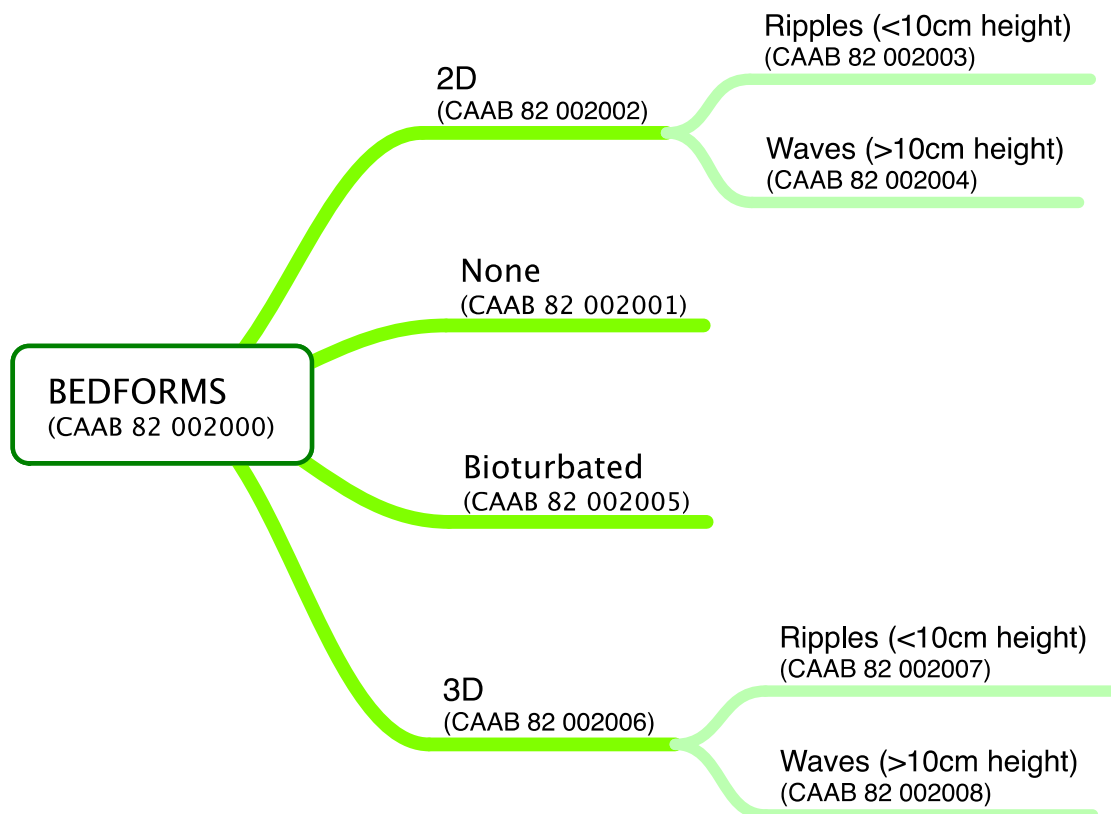 BEDFORMS
(CAAB 82 002000)
2D
(CAAB 82 002002)
Ripples (<10cm height)
(CAAB 82 002003)
Waves (>10cm height)
(CAAB 82 002004)
None
(CAAB 82 002001)
Bioturbated
(CAAB 82 002005)
3D
(CAAB 82 002006)
Ripples (<10cm height)
(CAAB 82 002007)
Waves (>10cm height)
(CAAB 82 002008)